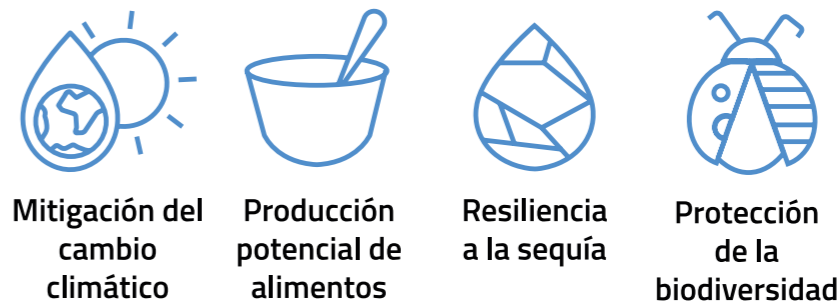 Mitigación del
cambio
climático
Producción
potencial de
alimentos
Resiliencia
a la sequía
Protección
de la
biodiversidad